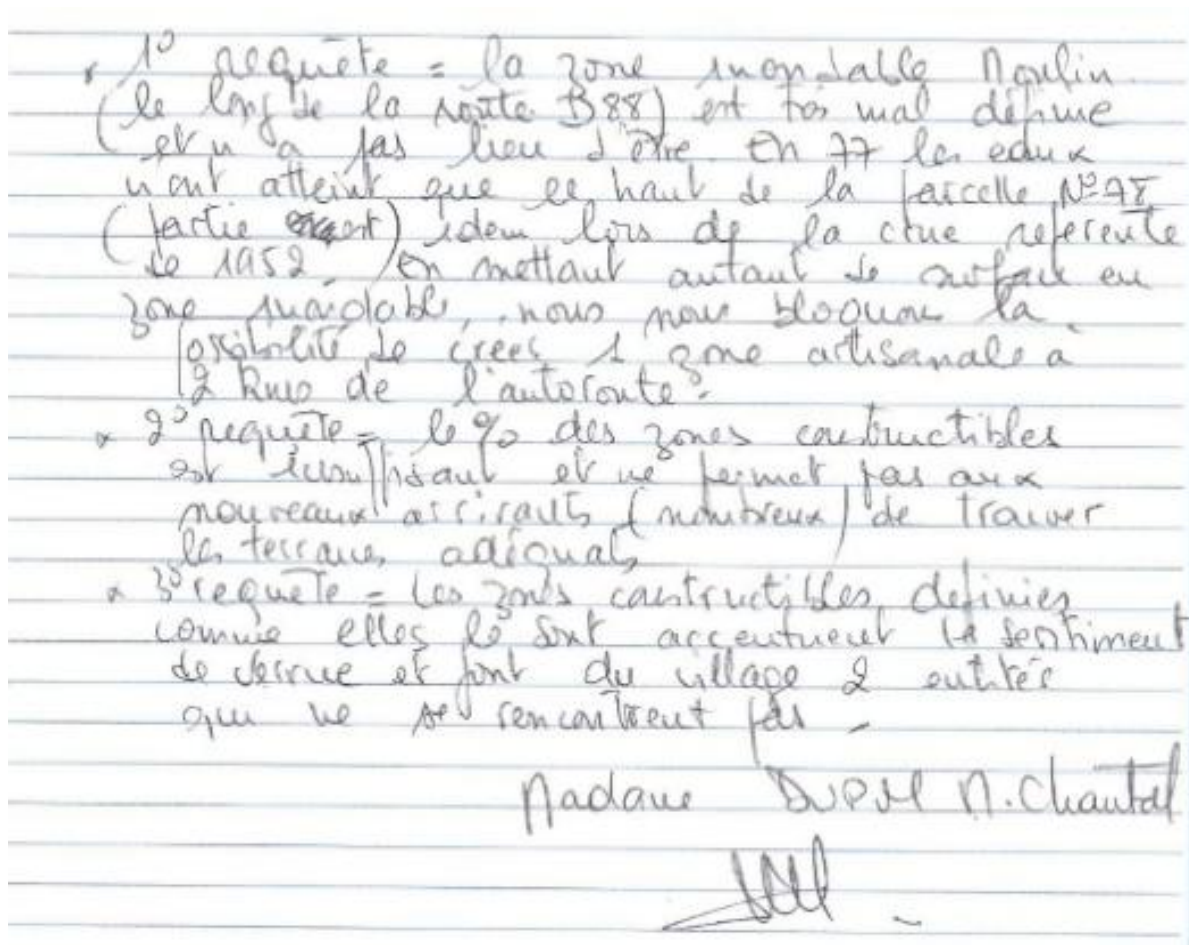 * 1° requête = la zone inondable Moulin
(le long de la route D88) est très mal définie
et n'a pas lieu d'être. En 77 les eaux
n'ont atteint que le haut de la parcelle N°78
(partie) idem lors de la crue referente
de 1952. En mettant autant de surface en
zone inondable, nous nous bloquons la
possibilité de créer 1 zone artisanale à
2 kms de l'autoroute.
* 2° requête = le % des zones constructibles
est insuffisant et ne permet pas aux
nouveaux arrivants (nombreux) de trouver
les terrains adéquats
* 3° requête = Les zones constructibles définies
comme elles le sont accentuent le sentiment
de et font du village 2 entités
qui ne se rencontrent pas -
Madame M. Chantal